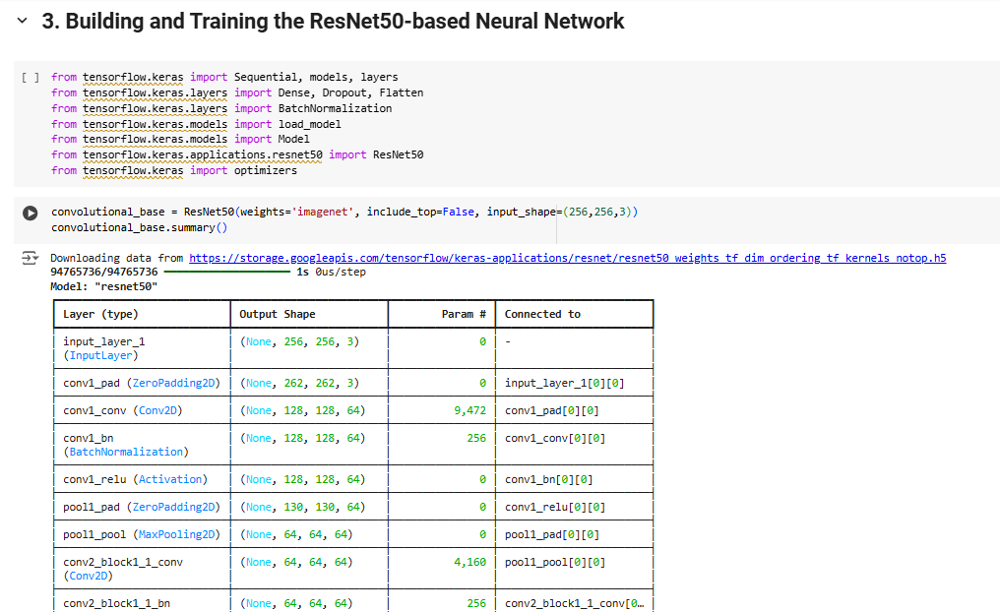 3. Building and Training the ResNet50-based Neural Network
[ ] from tensorflow.keras import Sequential, models, layers
from tensorflow.keras.layers import Dense, Dropout, Flatten
from tensorflow.keras.layers import BatchNormalization
from tensorflow.keras.models import load_model
from tensorflow.keras.models import Model
from tensorflow.keras.applications.resnet50 import ResNet50
from tensorflow.keras import optimizers
convolutional_base = ResNet50(weights='imagenet', include_top=False, input_shape=(256,256,3))
convolutional_base.summary()
Downloading data from https://storage.googleapis.com/tensorflow/keras-applications/resnet/resnet50_weights_tf_dim_ordering_tf_kernels_notop.h5
94765736/94765736 1s 0us/step
Model: "resnet50"
Layer (type) Output Shape Param # Connected to
input_layer_1 (None, 256, 256, 3) 0 -
(InputLayer)
conv1_pad (ZeroPadding2D) (None, 262, 262, 3) 0 input_layer_1[0][0]
conv1_conv (Conv2D) (None, 128, 128, 64) 9,472 conv1_pad[0][0]
conv1_bn (None, 128, 128, 64) 256 conv1_conv[0][0]
(BatchNormalization)
conv1_relu (Activation) (None, 128, 128, 64) 0 conv1_bn[0][0]
pool1_pad (ZeroPadding2D) (None, 130, 130, 64) 0 conv1_relu[0][0]
pool1_pool (MaxPooling2D) (None, 64, 64, 64) 0 pool1_pad[0][0]
conv2_block1_1_conv (None, 64, 64, 64) 4,160 pool1_pool[0][0]
(Conv2D)
conv2_block1_1_bn (None, 64, 64, 64) 256 conv2_block1_1_conv[0…